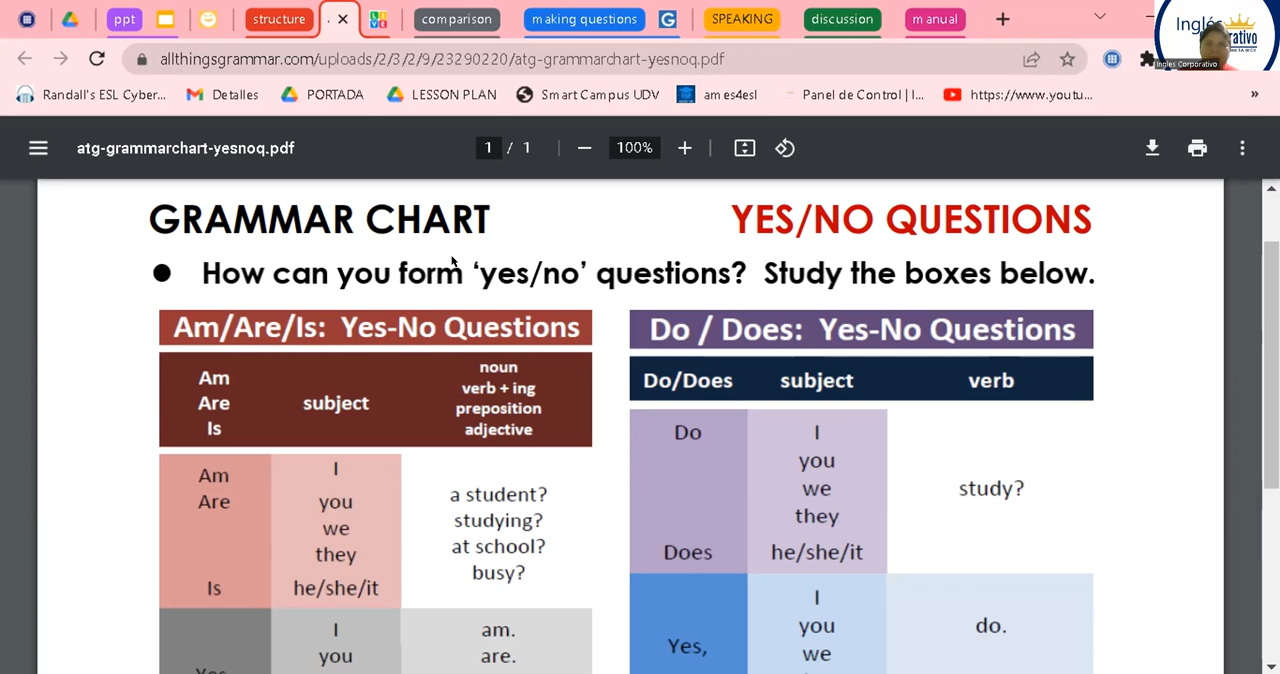 ppt
structure
comparison
making questions
SPEAKING
discussion
manual
allthingsgrammar.com/uploads/2/3/2/9/23290220/atg-grammarchart-yesnoq.pdf
Randall's ESL Cyber...
Detalles
PORTADA
LESSON PLAN
Smart Campus UDV
am es4esl
Panel de Control | I...
https://www.youtu...
»
Inglés
Ingles Corporativo
atg-grammarchart-yesnoq.pdf
1 / 1
100%
GRAMMAR CHART
YES/NO QUESTIONS
● How can you form ‘yes/no’ questions? Study the boxes below.
Am/Are/Is: Yes-No Questions
Am
Are
Is
subject
noun
verb + ing
preposition
adjective
Am
Are
Is
I
you
we
they
he/she/it
a student?
studying?
at school?
busy?
I
you
am.
are.
Do / Does: Yes-No Questions
Do/Does
subject
verb
Do
Does
I
you
we
they
he/she/it
study?
Yes,
I
you
we
do.